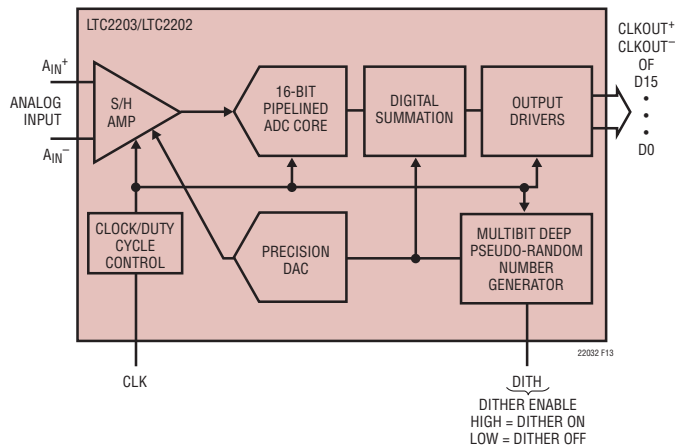 LTC2203/LTC2202
AIN+
ANALOG
INPUT
AIN−
S/H
AMP
16-BIT
PIPELINED
ADC CORE
DIGITAL
SUMMATION
OUTPUT
DRIVERS
CLKOUT+
CLKOUT−
OF
D15
•
•
•
D0
CLOCK/DUTY
CYCLE
CONTROL
PRECISION
DAC
MULTIBIT DEEP
PSEUDO-RANDOM
NUMBER
GENERATOR
22032 F13
CLK
DITH
DITHER ENABLE
HIGH = DITHER ON
LOW = DITHER OFF